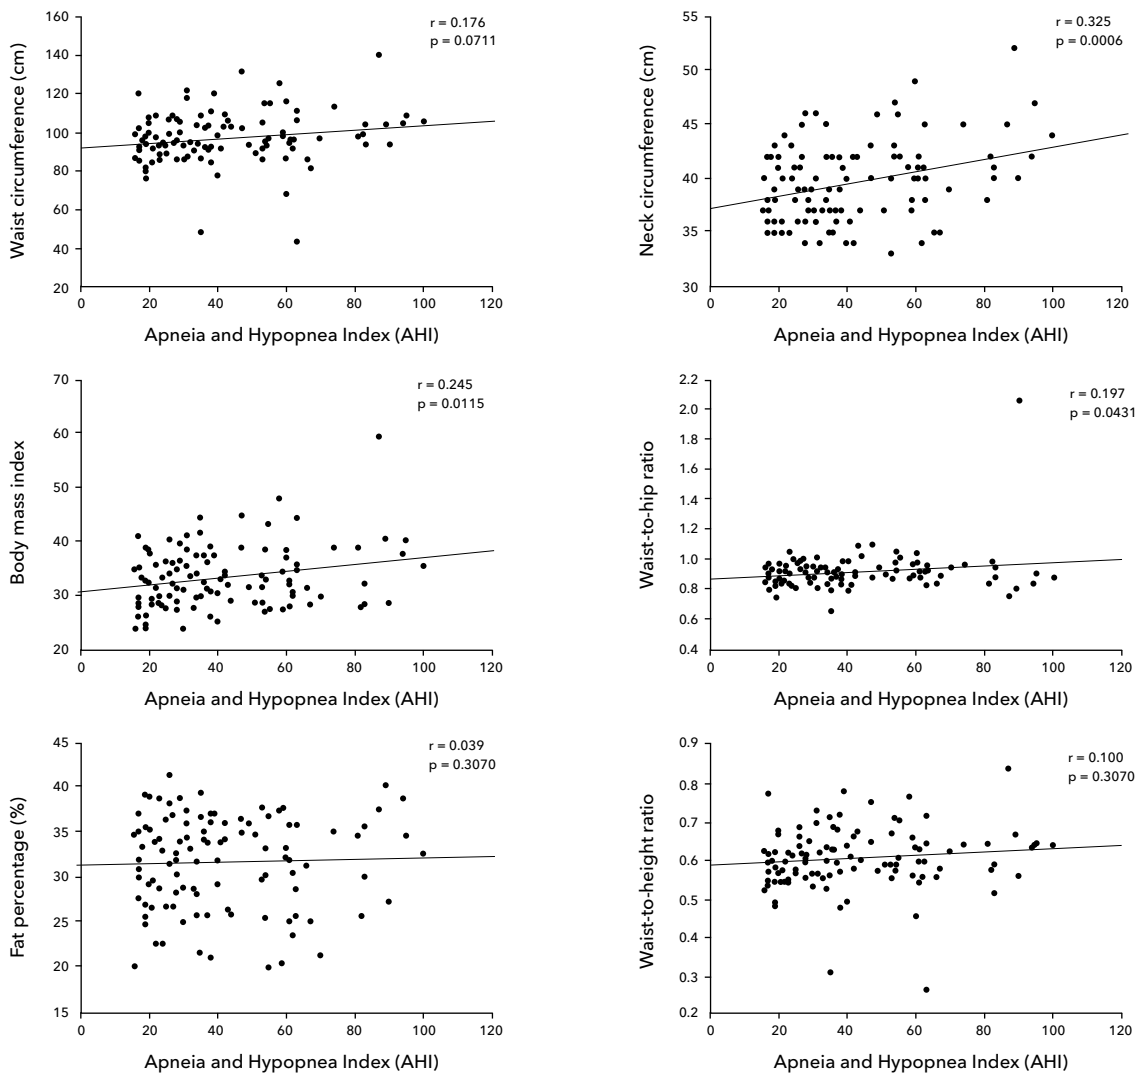 r = 0.176
p = 0.0711
Waist circumference (cm)
160
140
120
100
80
60
40
20
0 20 40 60 80 100 120
Apneia and Hypopnea Index (AHI)
r = 0.325
p = 0.0006
Neck circumference (cm)
55
50
45
40
35
30
0 20 40 60 80 100 120
Apneia and Hypopnea Index (AHI)
r = 0.245
p = 0.0115
Body mass index
70
60
50
40
30
20
0 20 40 60 80 100 120
Apneia and Hypopnea Index (AHI)
r = 0.197
p = 0.0431
Waist-to-hip ratio
2.2
2.0
1.8
1.6
1.4
1.2
1.0
0.8
0.6
0.4
0 20 40 60 80 100 120
Apneia and Hypopnea Index (AHI)
r = 0.039
p = 0.3070
Fat percentage (%)
45
40
35
30
25
20
15
0 20 40 60 80 100 120
Apneia and Hypopnea Index (AHI)
r = 0.100
p = 0.3070
Waist-to-height ratio
0.9
0.8
0.7
0.6
0.5
0.4
0.3
0.2
0 20 40 60 80 100 120
Apneia and Hypopnea Index (AHI)